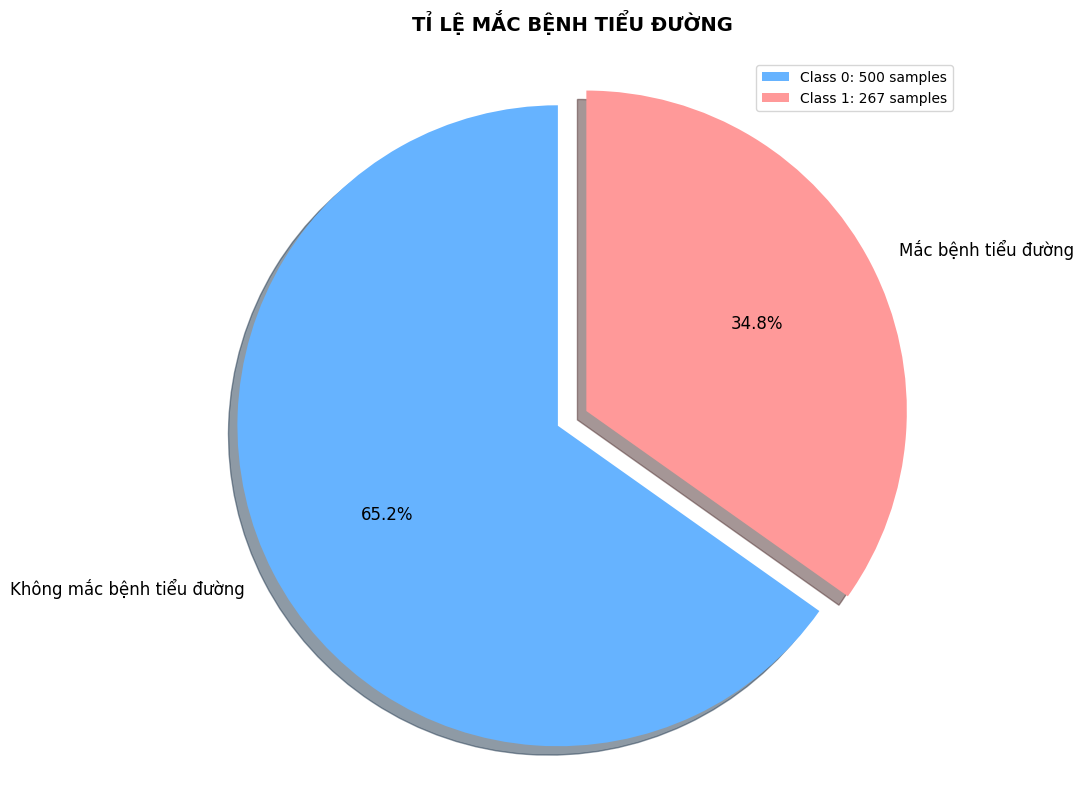 TỈ LỆ MẮC BỆNH TIỂU ĐƯỜNG
Class 0: 500 samples
Class 1: 267 samples
Mắc bệnh tiểu đường
34.8%
65.2%
Không mắc bệnh tiểu đường